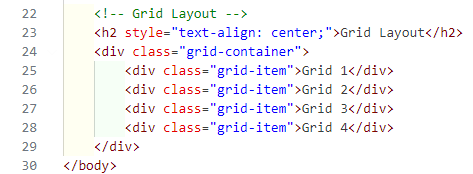 22 <!-- Grid Layout -->
23 <h2 style="text-align: center;">Grid Layout</h2>
24 <div class="grid-container">
25 <div class="grid-item">Grid 1</div>
26 <div class="grid-item">Grid 2</div>
27 <div class="grid-item">Grid 3</div>
28 <div class="grid-item">Grid 4</div>
29 </div>
30 </body>